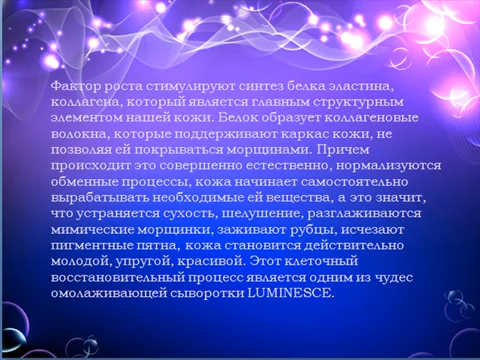 Фактор роста стимулируют синтез белка эластина,
коллагена, который является главным структурным
элементом нашей кожи. Белок образует коллагеновые
волокна, которые поддерживают каркас кожи, не
позволяя ей покрываться морщинами. Причем
происходит это совершенно естественно, нормализуются
обменные процессы, кожа начинает самостоятельно
вырабатывать необходимые ей вещества, а это значит,
что устраняется сухость, шелушение, разглаживаются
мимические морщинки, заживают рубцы, исчезают
пигментные пятна, кожа становится действительно
молодой, упругой, красивой. Этот клеточный
восстановительный процесс является одним из чудес
омолаживающей сыворотки LUMINESCE.